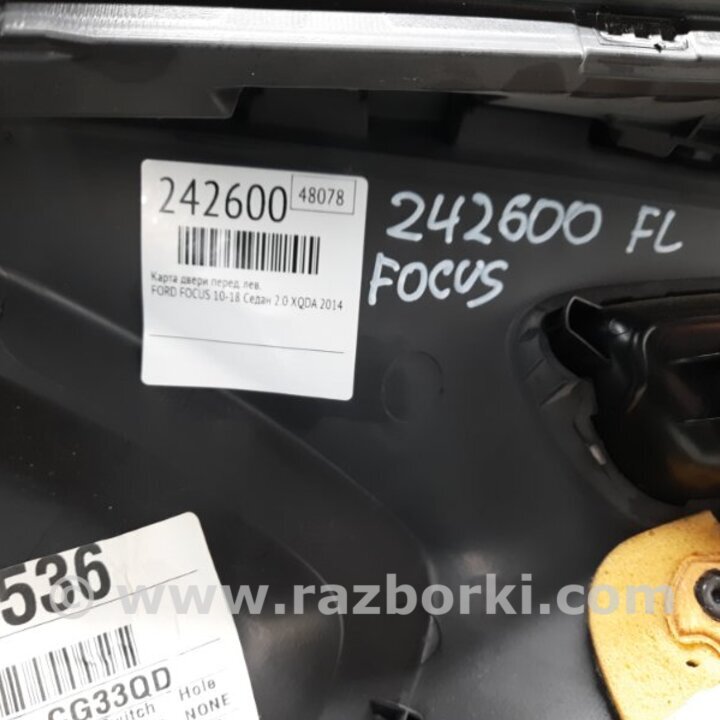 242600 48078
Карта двери перед. лев.
FORD FOCUS 10-18 Седан 2.0 XQDA 2014
242600 FL
FOCUS
536
© www.razborki.com
CG33QD
Hole
NONE